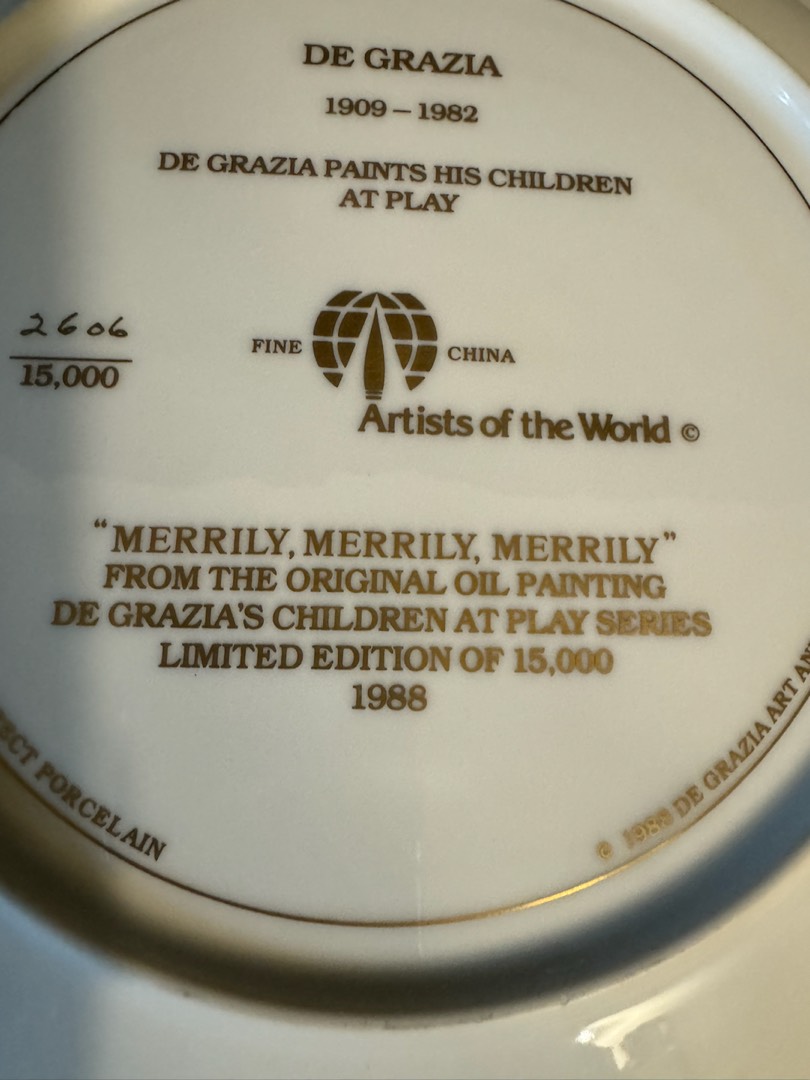 DE GRAZIA
1909 – 1982
DE GRAZIA PAINTS HIS CHILDREN
AT PLAY
2606
15,000
FINE CHINA
Artists of the World ©
“MERRILY, MERRILY, MERRILY”
FROM THE ORIGINAL OIL PAINTING
DE GRAZIA'S CHILDREN AT PLAY SERIES
LIMITED EDITION OF 15,000
1988
PORCELAIN
© DE GRAZIA ART